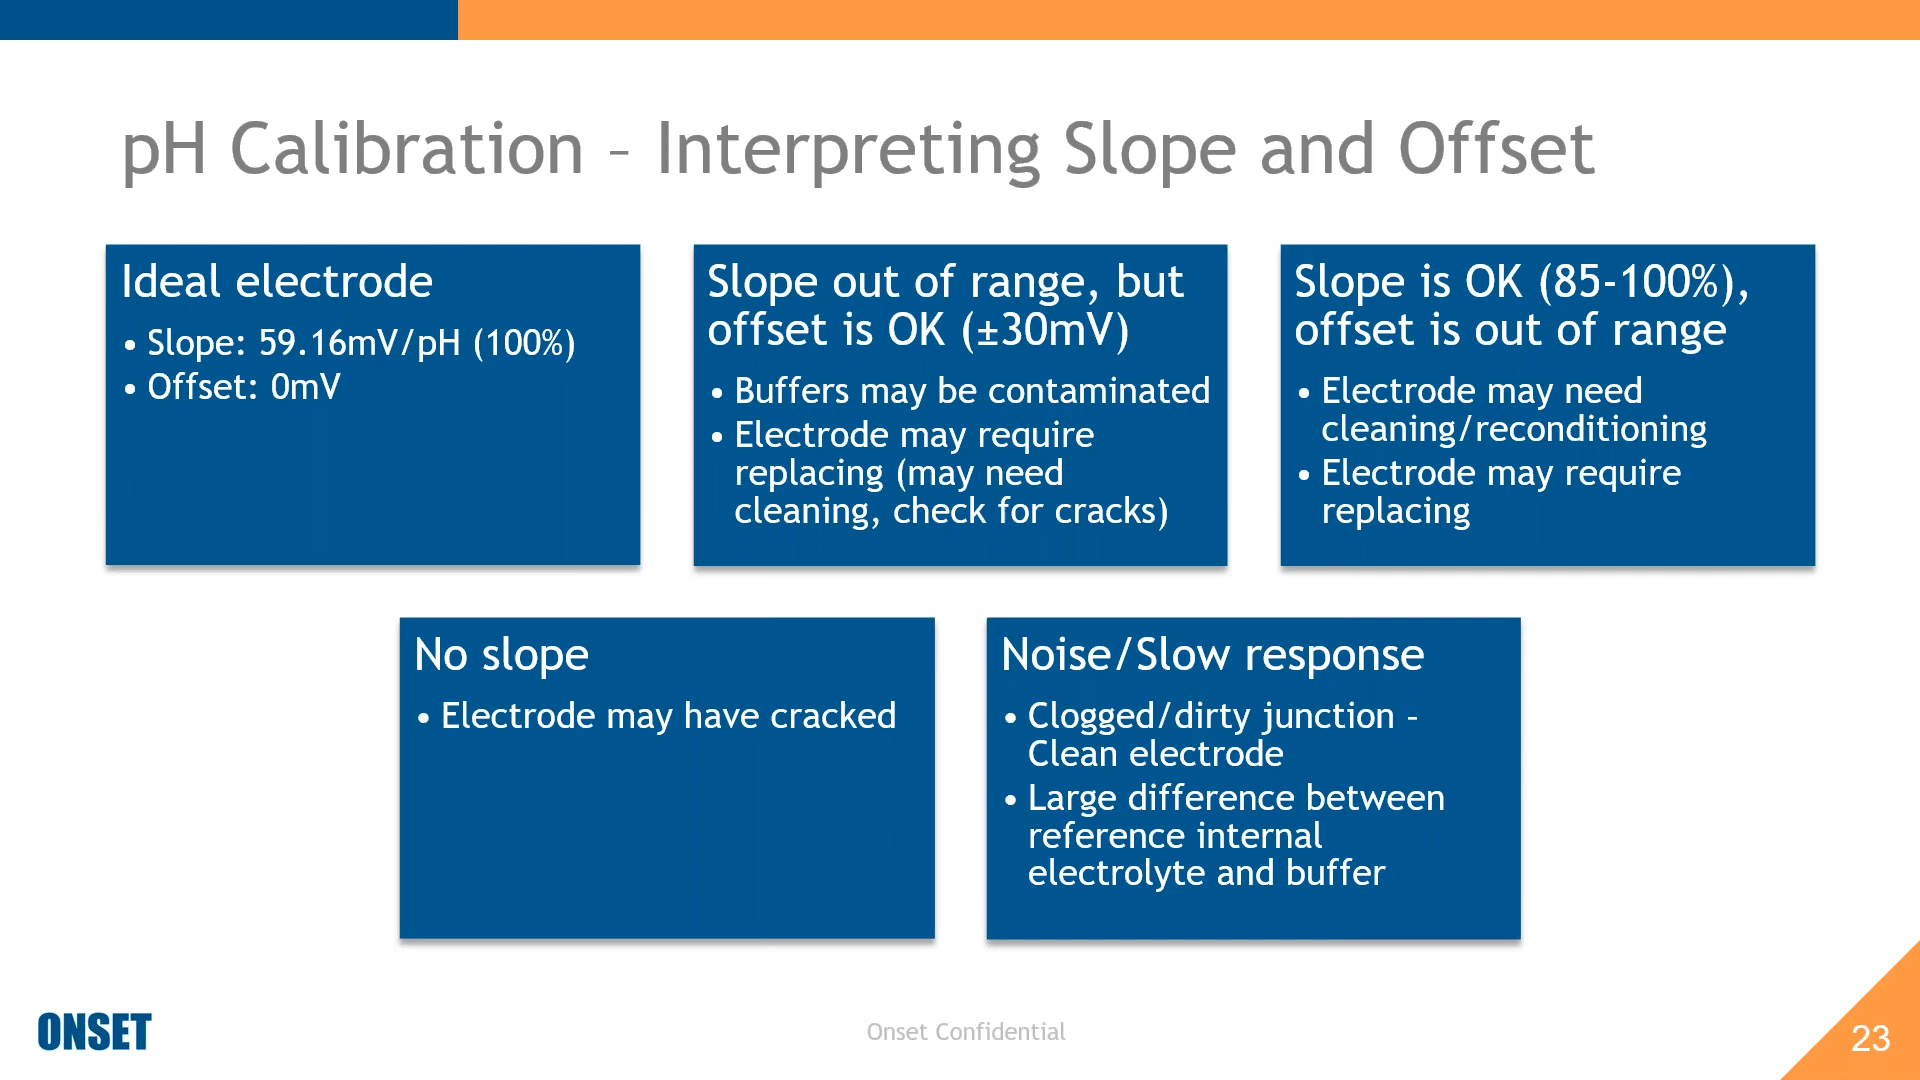 pH Calibration – Interpreting Slope and Offset
Ideal electrode
• Slope: 59.16mV/pH (100%)
• Offset: 0mV
Slope out of range, but
offset is OK (±30mV)
• Buffers may be contaminated
• Electrode may require
replacing (may need
cleaning, check for cracks)
Slope is OK (85-100%),
offset is out of range
• Electrode may need
cleaning/reconditioning
• Electrode may require
replacing
No slope
• Electrode may have cracked
Noise/Slow response
• Clogged/dirty junction –
Clean electrode
• Large difference between
reference internal
electrolyte and buffer
ONSET
Onset Confidential
23